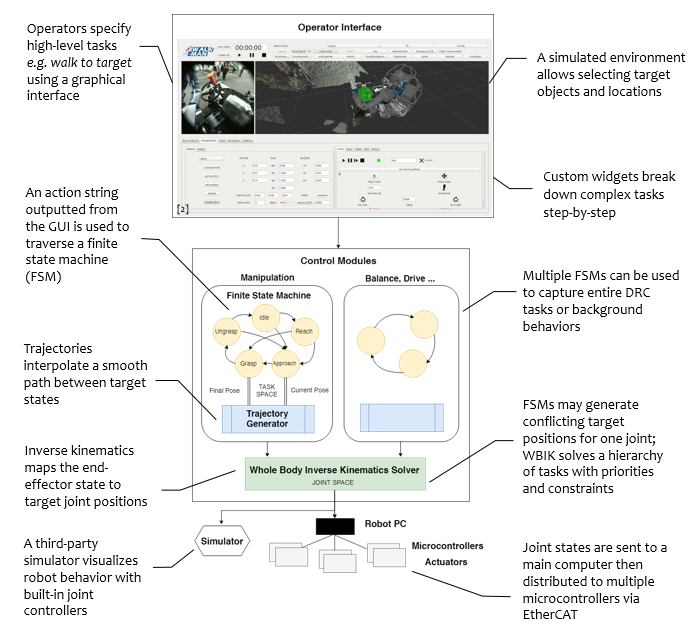 Operator Interface
Operators specify
high-level tasks
e.g. walk to target
using a graphical
interface
A simulated environment
allows selecting target
objects and locations
WALK-MAN
00:00:00
[2]
Custom widgets break
down complex tasks
step-by-step
An action string
outputted from
the GUI is used to
traverse a finite
state machine
(FSM)
Control Modules
Manipulation
Balance, Drive ...
Finite State Machine
Idle
Ungrasp
Reach
Grasp
Approach
Final Pose
TASK
SPACE
Current Pose
Trajectory
Generator
Multiple FSMs can be used
to capture entire DRC
tasks or background
behaviors
Trajectories
interpolate a smooth
path between target
states
FSMs may generate
conflicting target
positions for one joint;
WBIK solves a hierarchy
of tasks with priorities
and constraints
Inverse kinematics
maps the end-
effector state to
target joint positions
Whole Body Inverse Kinematics Solver
JOINT SPACE
Simulator
Robot PC
Microcontrollers
Actuators
A third-party
simulator visualizes
robot behavior with
built-in joint
controllers
Joint states are sent to a
main computer then
distributed to multiple
microcontrollers via
EtherCAT